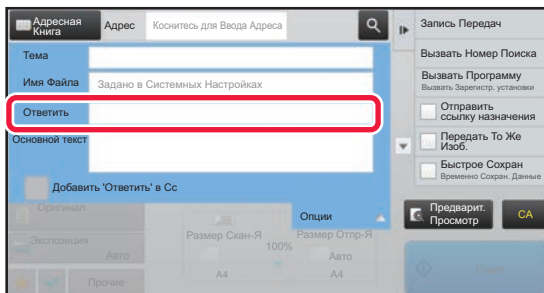 Адресная
Книга
Адрес
Коснитесь для Ввода Адреса
Тема
Имя Файла
Задано в Системных Настройках
Ответить
Основной текст
Добавить 'Ответить' в Cc
Опции
Оригинал
Экспозиция
Авто
Прочие
Размер Скан-Я
100%
Размер Отпр-Я
Авто
A4
A4
Запись Передач
Вызвать Номер Поиска
Вызвать Программу
Вызвать Зарегистр. установки
Отправить
ссылку назначения
Передать То Же
Изоб.
Быстрое Сохран
Временно Сохран. Данные
Предварит.
Просмотр
CA
Старт